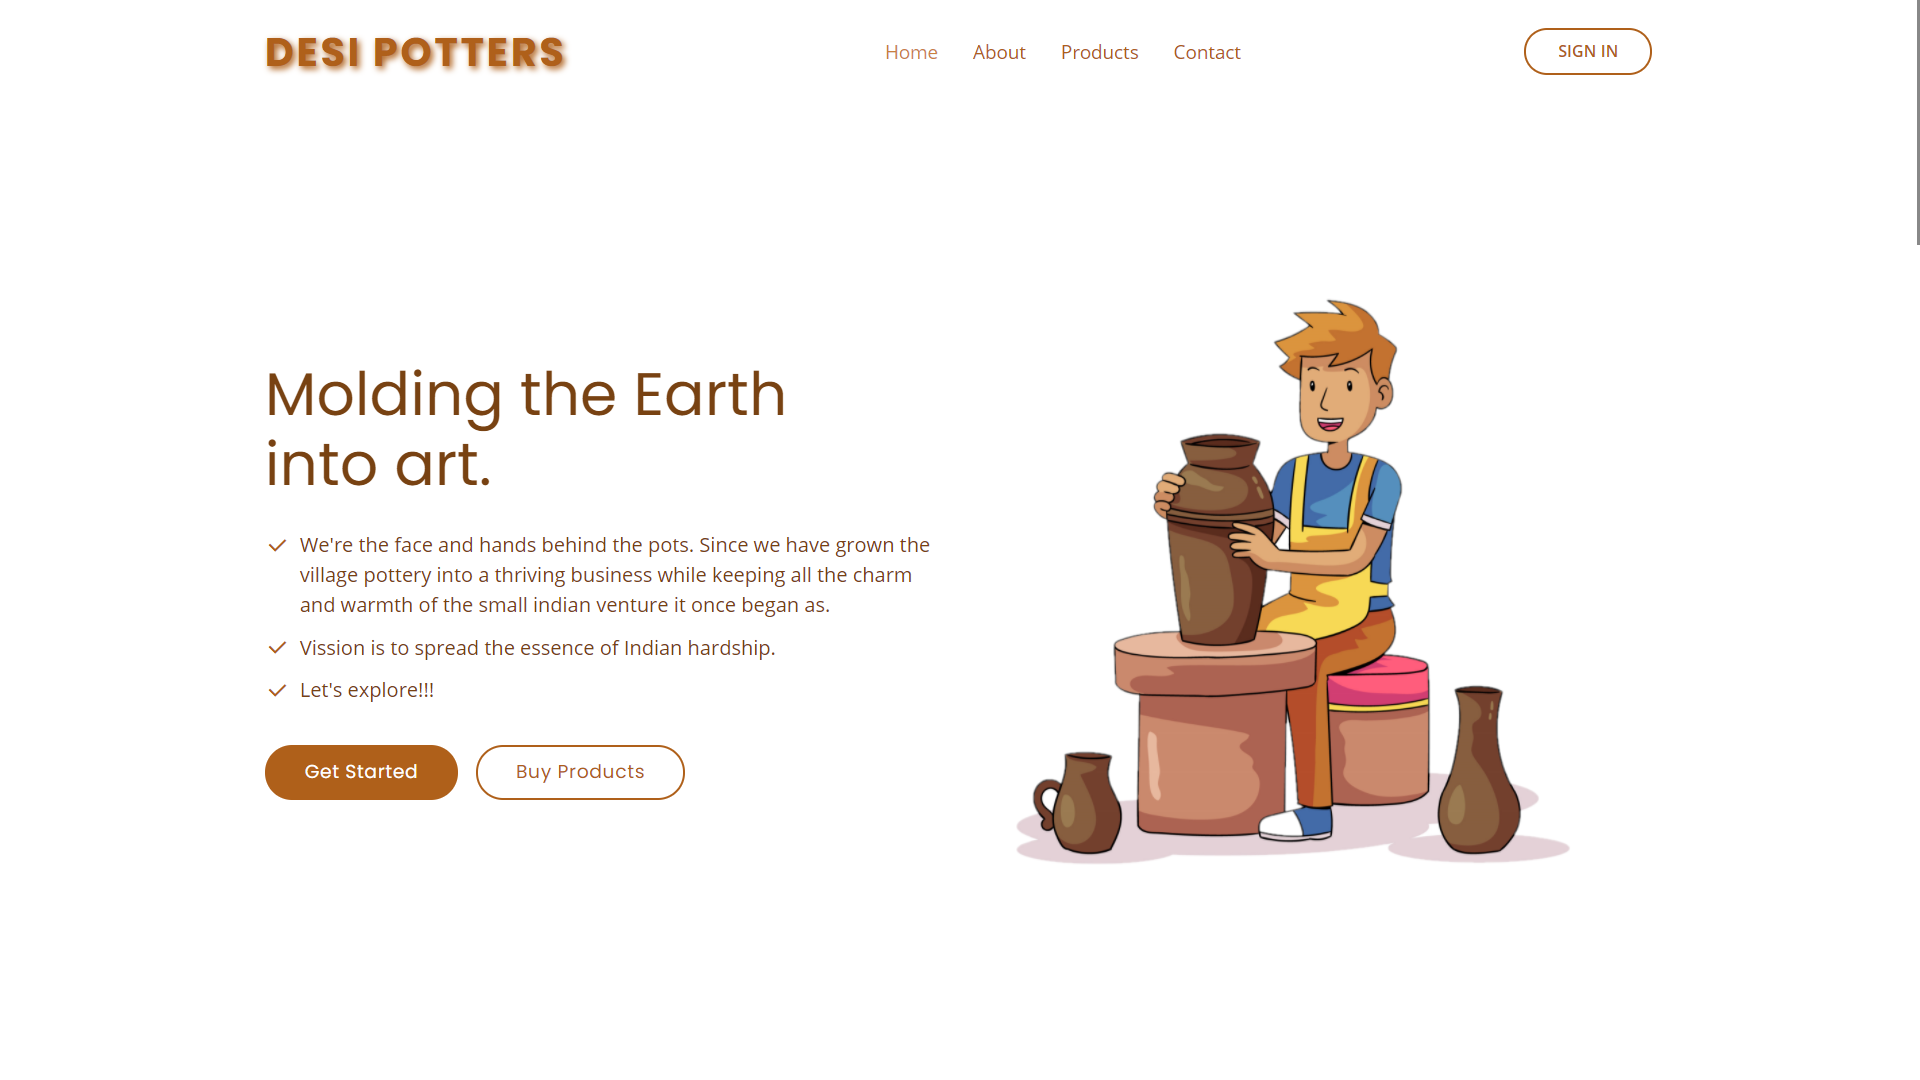 DESI POTTERS
Home About Products Contact
SIGN IN
Molding the Earth
into art.
We're the face and hands behind the pots. Since we have grown the
village pottery into a thriving business while keeping all the charm
and warmth of the small indian venture it once began as.
Vission is to spread the essence of Indian hardship.
Let's explore!!!
Get Started
Buy Products